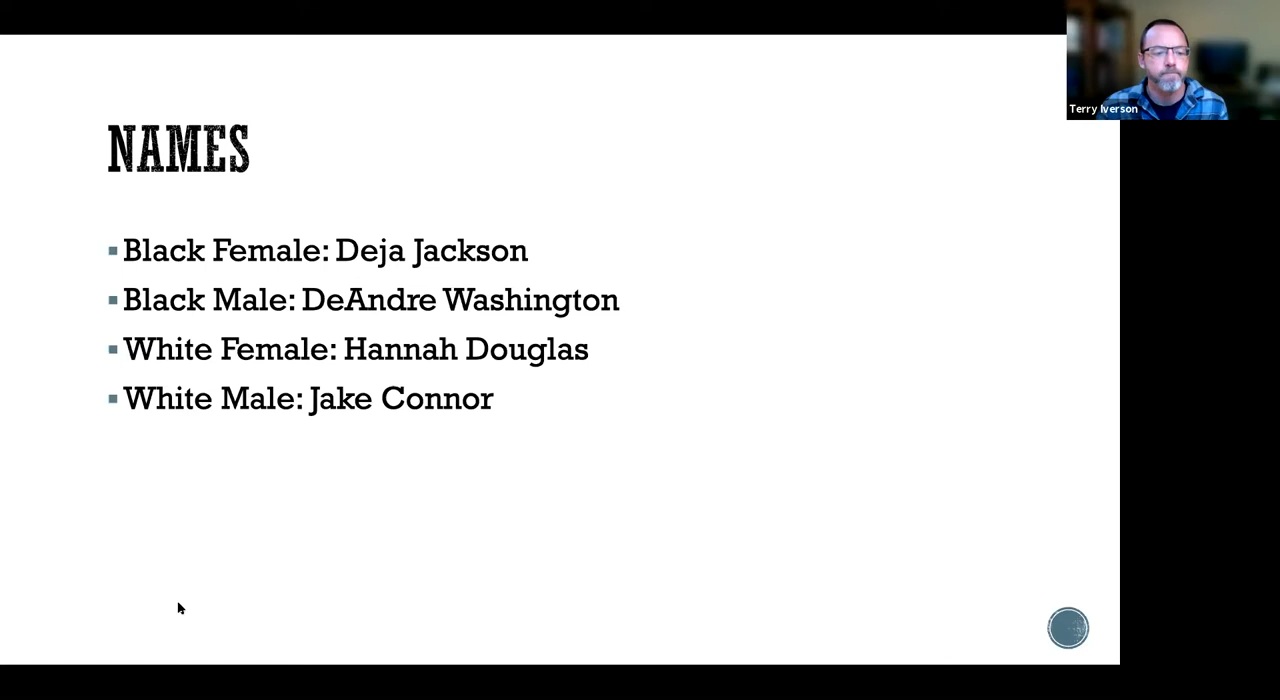 NAMES
Black Female: Deja Jackson
Black Male: DeAndre Washington
White Female: Hannah Douglas
White Male: Jake Connor
Terry Iverson